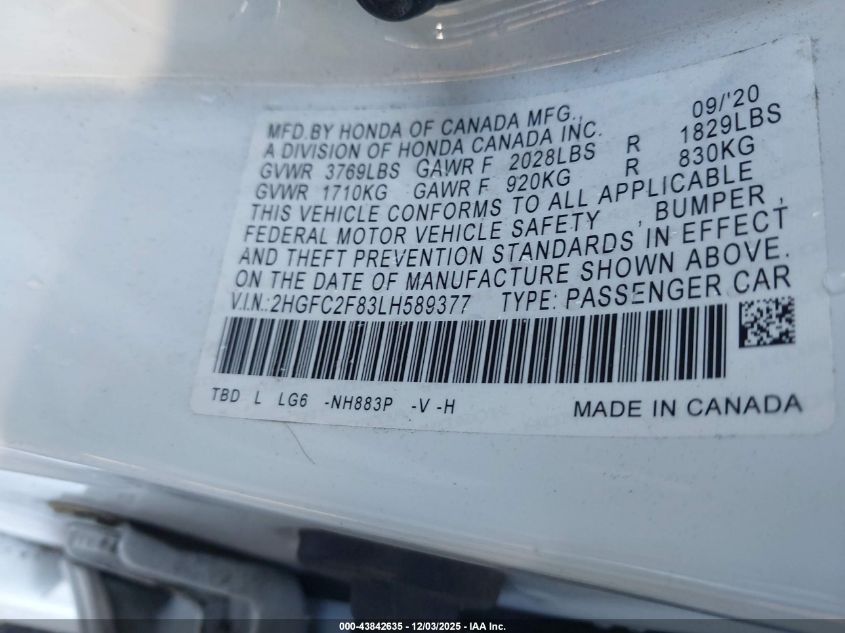 MFD.BY HONDA OF CANADA MFG., 09/'20
A DIVISION OF HONDA CANADA INC.
GVWR 3769LBS GAWR F 2028LBS R 1829LBS
GVWR 1710KG GAWR F 920KG R 830KG
THIS VEHICLE CONFORMS TO ALL APPLICABLE
FEDERAL MOTOR VEHICLE SAFETY , BUMPER ,
AND THEFT PREVENTION STANDARDS IN EFFECT
ON THE DATE OF MANUFACTURE SHOWN ABOVE.
V.I.N.:2HGFC2F83LH589377 TYPE: PASSENGER CAR
TBD L LG6 -NH883P -V -H MADE IN CANADA
000-43842635 - 12/03/2025 - IAA Inc.